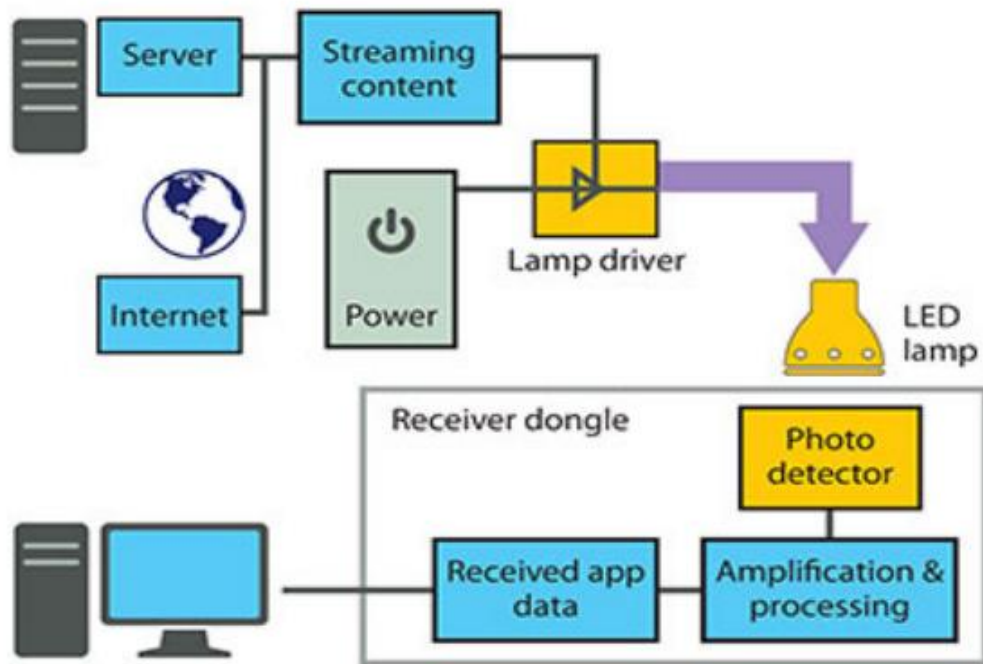 Server
Streaming
content
Internet
Power
Lamp driver
LED
lamp
Receiver dongle
Photo
detector
Received app
data
Amplification &
processing